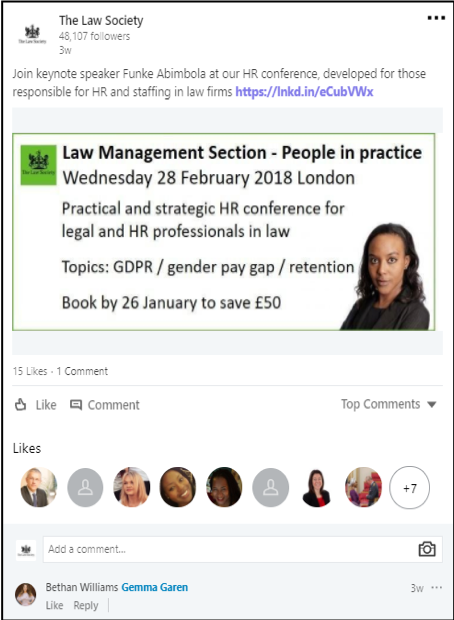 The Law Society
48,107 followers
3w
Join keynote speaker Funke Abimbola at our HR conference, developed for those
responsible for HR and staffing in law firms https://lnkd.in/eCubVWx
The Law Society
Law Management Section - People in practice
Wednesday 28 February 2018 London
Practical and strategic HR conference for
legal and HR professionals in law
Topics: GDPR / gender pay gap / retention
Book by 26 January to save £50
15 Likes · 1 Comment
Like Comment Top Comments
Likes
+7
Add a comment...
Bethan Williams Gemma Garen 3w
Like Reply